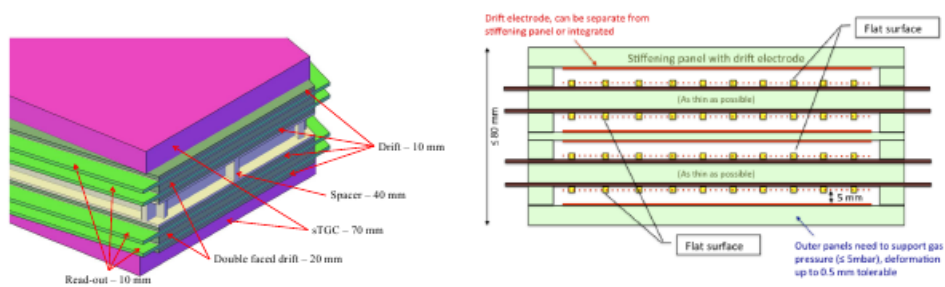 Drift – 10 mm
Spacer – 40 mm
sTGC – 70 mm
Double faced drift – 20 mm
Read-out – 10 mm
Drift electrode, can be separate from
stiffening panel or integrated
Flat surface
Stiffening panel with drift electrode
(As thin as possible)
≤ 80 mm
(As thin as possible)
5 mm
Flat surface
Outer panels need to support gas
pressure (≤ 5mbar), deformation
up to 0.5 mm tolerable